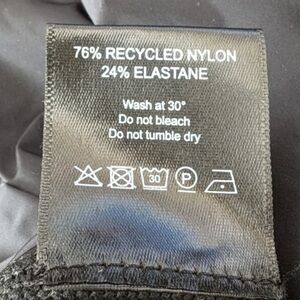 76% RECYCLED NYLON
24% ELASTANE
Wash at 30°
Do not bleach
Do not tumble dry
30 P